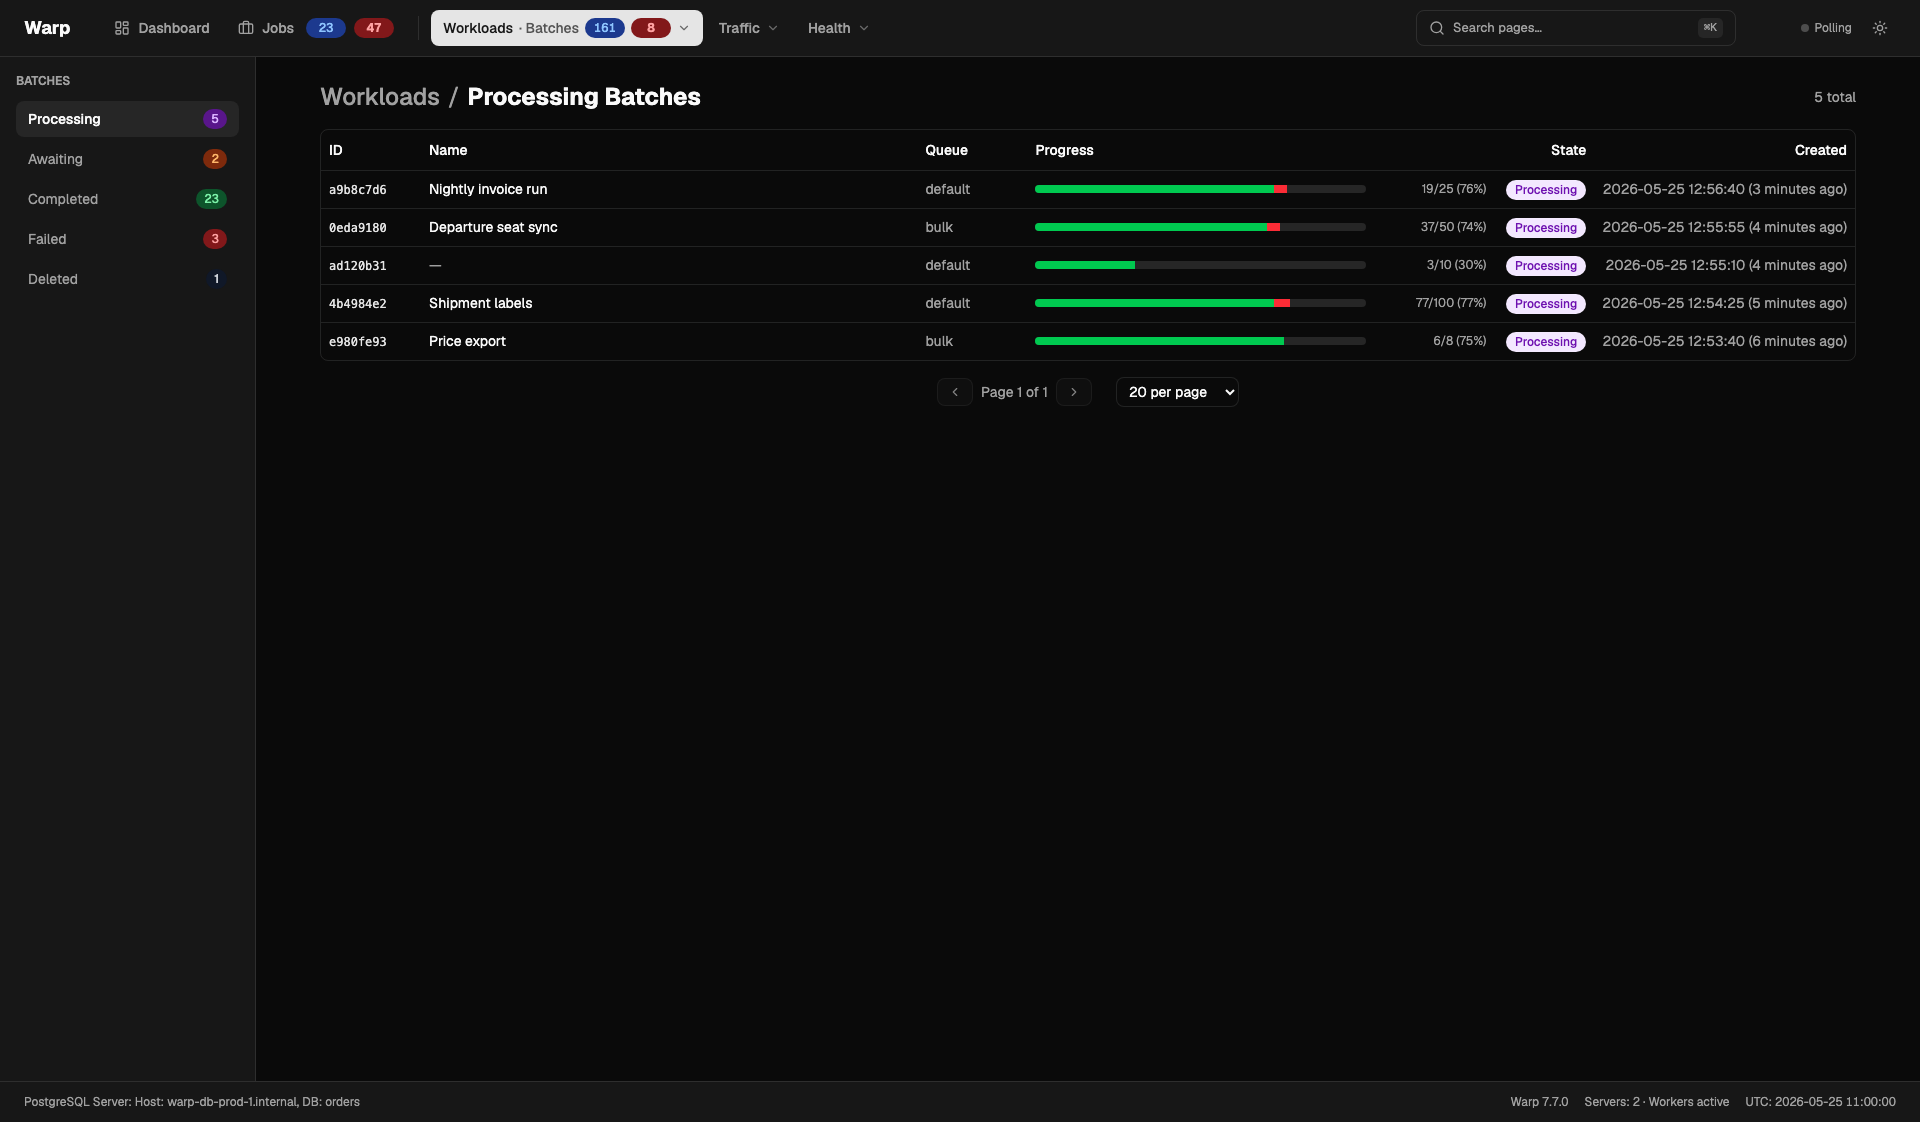 Warp
Dashboard
Jobs 23 47
Workloads · Batches 161 8
Traffic
Health
Search pages... ⌘K
Polling
BATCHES
Processing 5
Awaiting 2
Completed 23
Failed 3
Deleted 1
Workloads / Processing Batches
5 total
ID Name Queue Progress State Created
a9b8c7d6 Nightly invoice run default 19/25 (76%) Processing 2026-05-25 12:56:40 (3 minutes ago)
0eda9180 Departure seat sync bulk 37/50 (74%) Processing 2026-05-25 12:55:55 (4 minutes ago)
ad120b31 — default 3/10 (30%) Processing 2026-05-25 12:55:10 (4 minutes ago)
4b4984e2 Shipment labels default 77/100 (77%) Processing 2026-05-25 12:54:25 (5 minutes ago)
e980fe93 Price export bulk 6/8 (75%) Processing 2026-05-25 12:53:40 (6 minutes ago)
Page 1 of 1
20 per page
PostgreSQL Server: Host: warp-db-prod-1.internal, DB: orders
Warp 7.7.0
Servers: 2 · Workers active
UTC: 2026-05-25 11:00:00